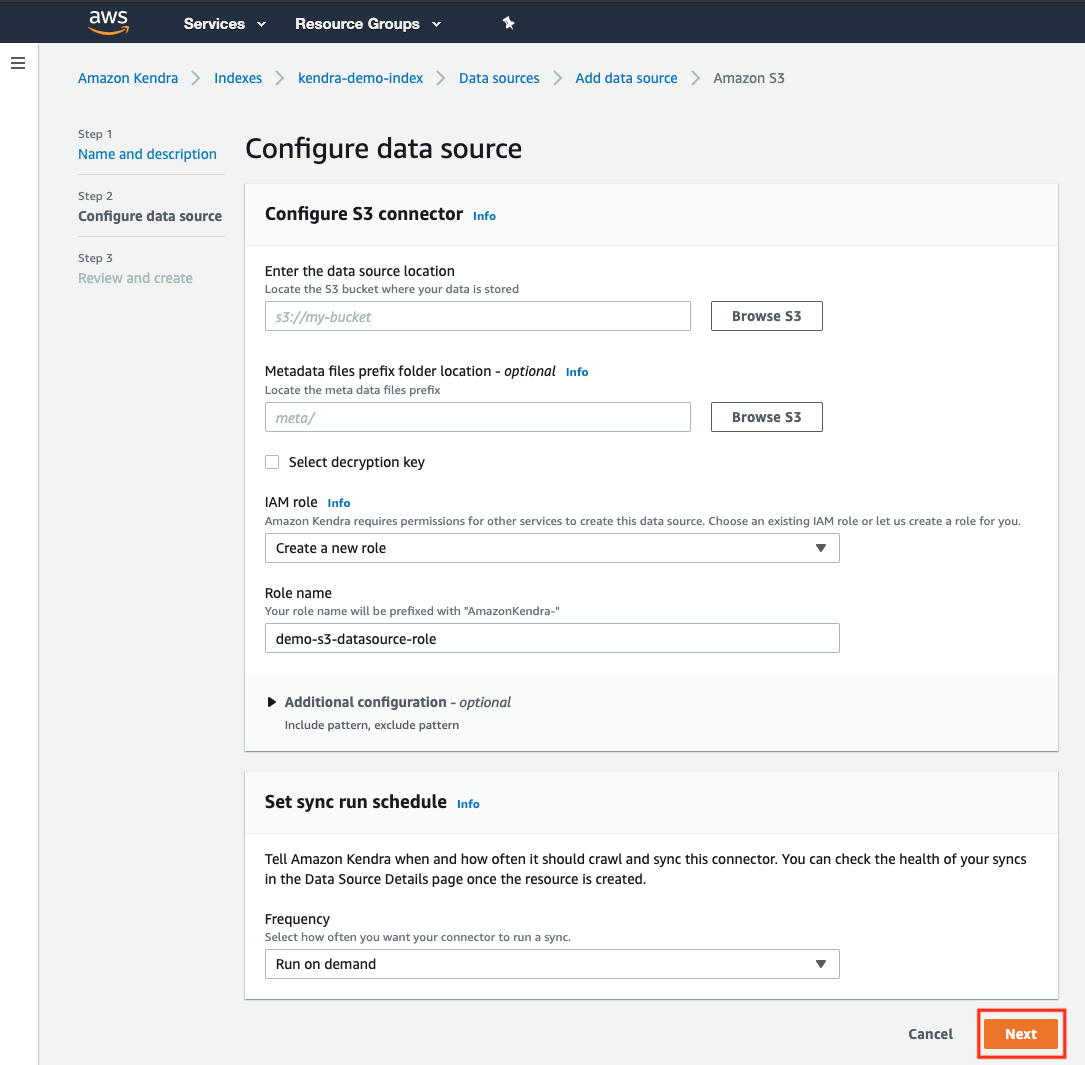 aws Services Resource Groups
Amazon Kendra Indexes kendra-demo-index Data sources Add data source Amazon S3
Step 1
Name and description
Step 2
Configure data source
Step 3
Review and create
Configure data source
Configure S3 connector Info
Enter the data source location
Locate the S3 bucket where your data is stored
s3://my-bucket Browse S3
Metadata files prefix folder location - optional Info
Locate the meta data files prefix
meta/ Browse S3
Select decryption key
IAM role Info
Amazon Kendra requires permissions for other services to create this data source. Choose an existing IAM role or let us create a role for you.
Create a new role
Role name
Your role name will be prefixed with "AmazonKendra-"
demo-s3-datasource-role
Additional configuration - optional
Include pattern, exclude pattern
Set sync run schedule Info
Tell Amazon Kendra when and how often it should crawl and sync this connector. You can check the health of your syncs
in the Data Source Details page once the resource is created.
Frequency
Select how often you want your connector to run a sync.
Run on demand
Cancel Next